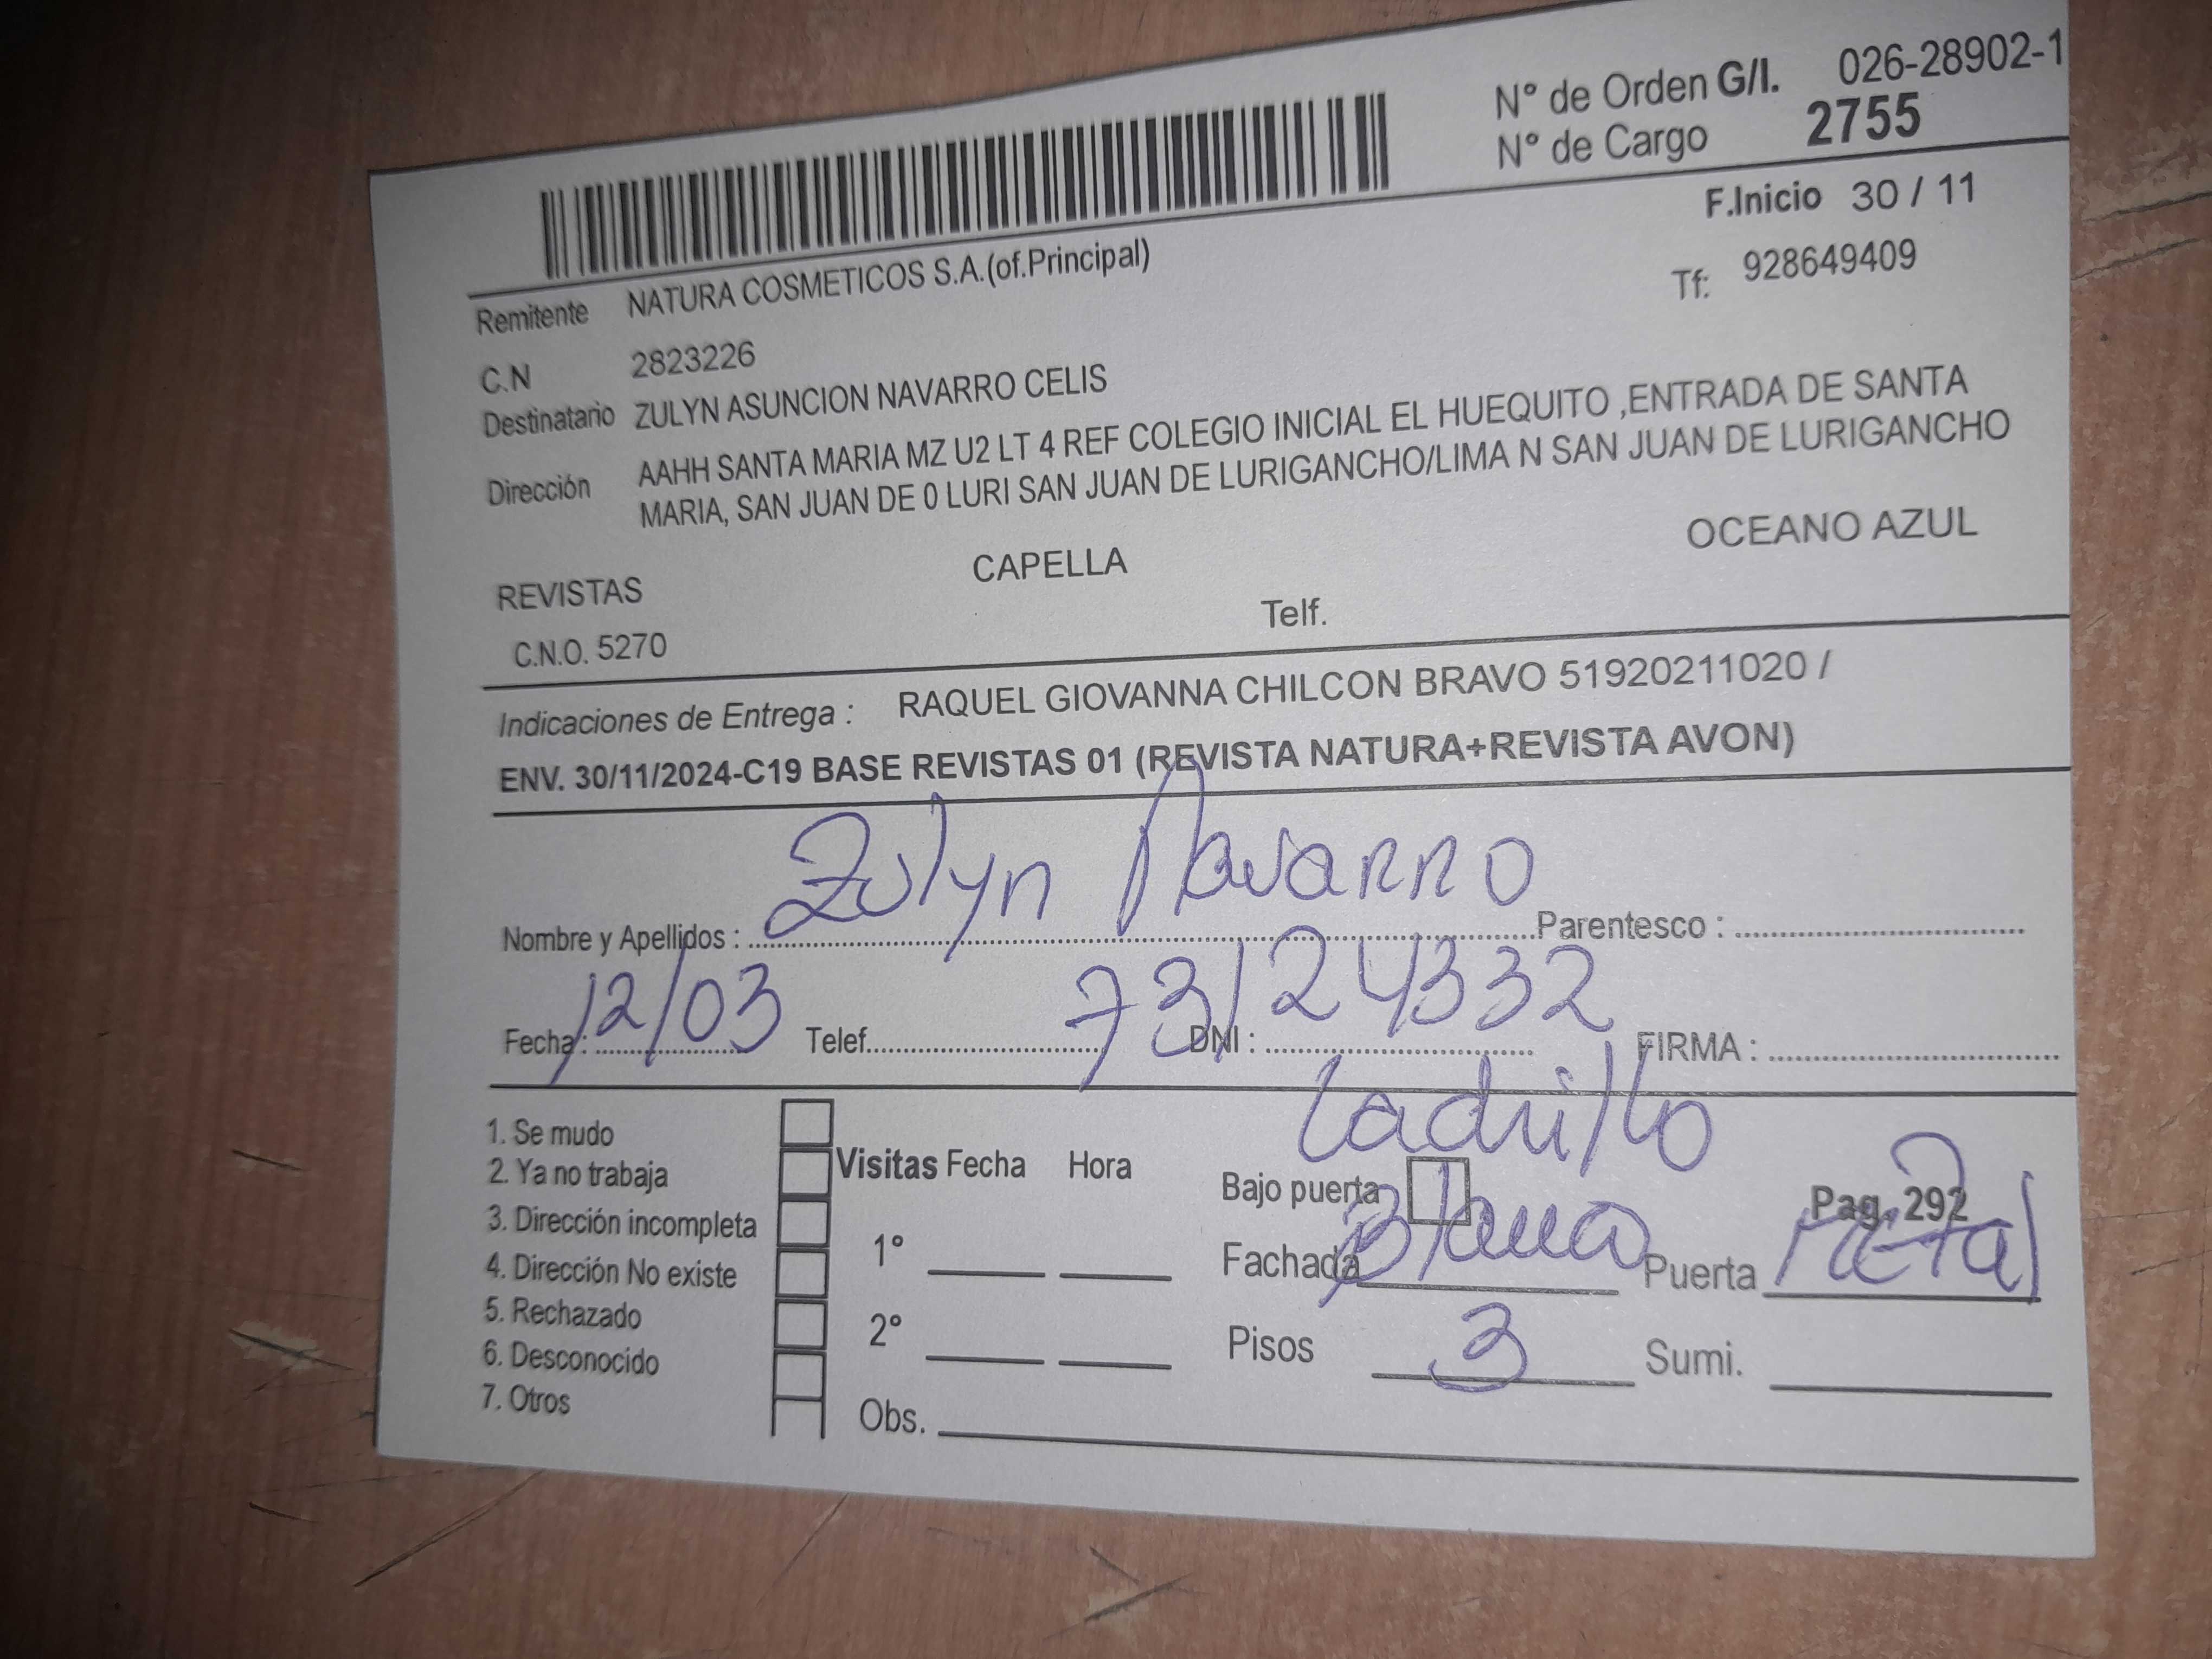 N° de Orden G/I. 026-28902-1
N° de Cargo 2755
F.Inicio 30 / 11
Remitente NATURA COSMETICOS S.A.(of.Principal)
Tf: 928649409
C.N 2823226
Destinatario ZULYN ASUNCION NAVARRO CELIS
Dirección AAHH SANTA MARIA MZ U2 LT 4 REF COLEGIO INICIAL EL HUEQUITO ,ENTRADA DE SANTA
MARIA, SAN JUAN DE 0 LURI SAN JUAN DE LURIGANCHO/LIMA N SAN JUAN DE LURIGANCHO
REVISTAS CAPELLA OCEANO AZUL
C.N.O. 5270 Telf.
Indicaciones de Entrega : RAQUEL GIOVANNA CHILCON BRAVO 51920211020 /
ENV. 30/11/2024-C19 BASE REVISTAS 01 (REVISTA NATURA+REVISTA AVON)
Nombre y Apellidos : Zulyn Navarro Parentesco :
Fecha : 12/03 Telef. DNI : 73124332 FIRMA :
Ladrillo
1. Se mudo
2. Ya no trabaja
3. Dirección incompleta
4. Dirección No existe
5. Rechazado
6. Desconocido
7. Otros
Visitas Fecha Hora
1°
2°
Obs.
Bajo puerta Pag. 292
Fachada Blanca Puerta metal
Pisos 3 Sumi.